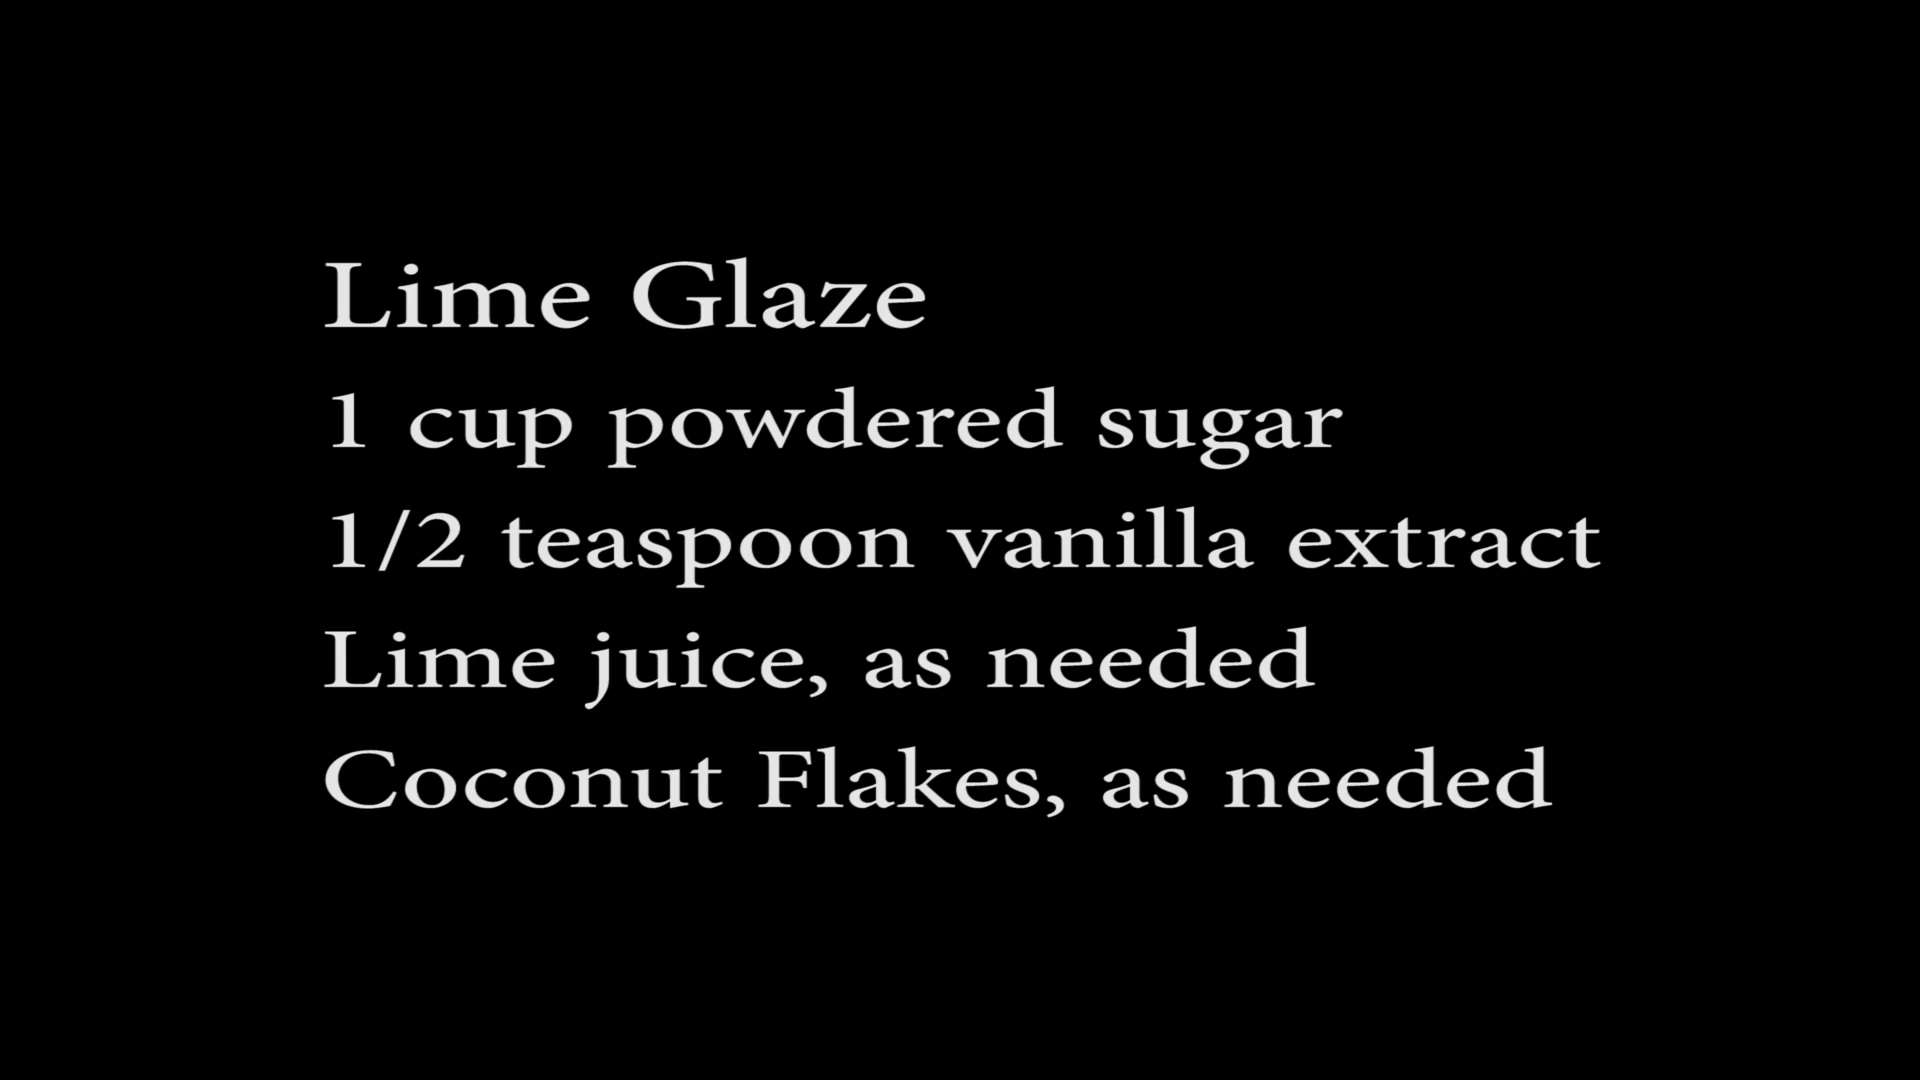 Lime Glaze
1 cup powdered sugar
1/2 teaspoon vanilla extract
Lime juice, as needed
Coconut Flakes, as needed